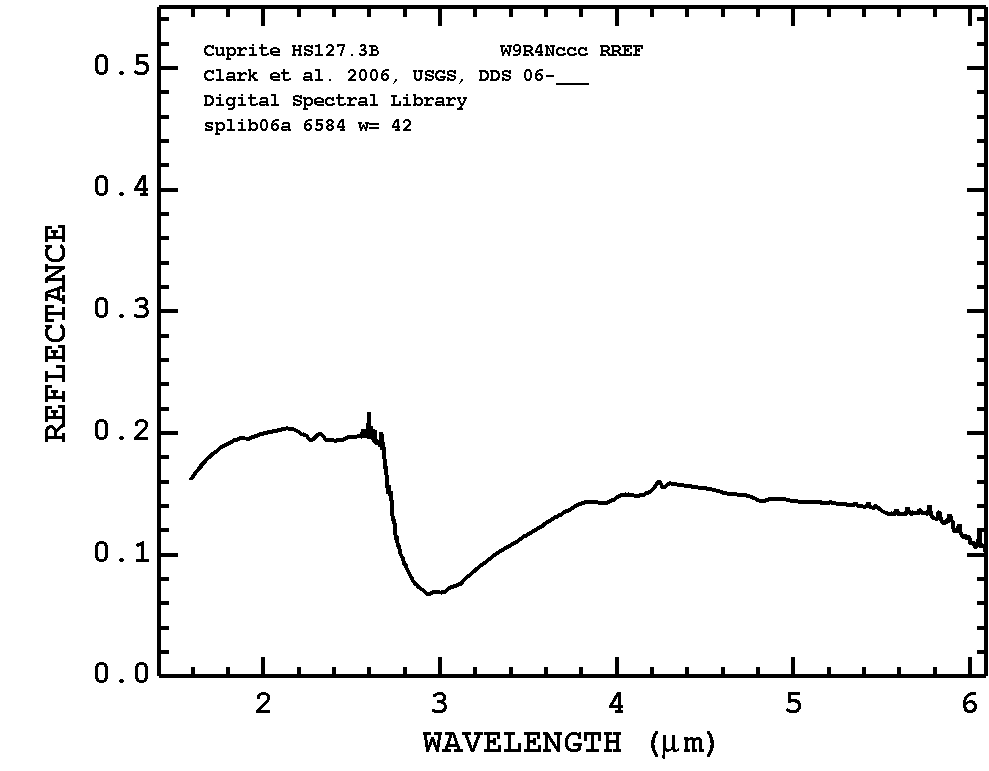 Cuprite HS127.3B W9R4Nccc RREF
Clark et al. 2006, USGS, DDS 06-___
Digital Spectral Library
splib06a 6584 w= 42
0.5
0.4
0.3
0.2
0.1
0.0
REFLECTANCE
2 3 4 5 6
WAVELENGTH (μm)